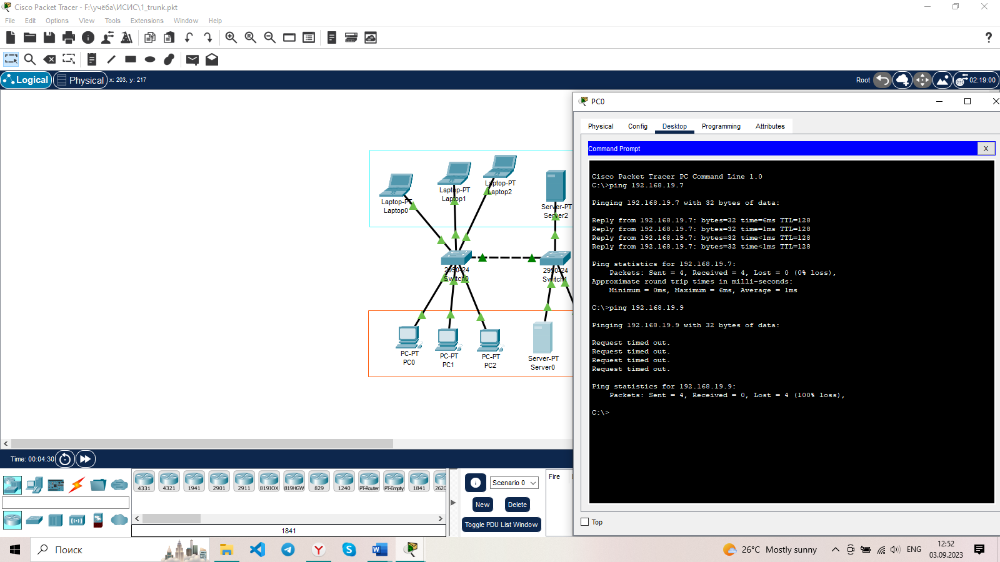 Cisco Packet Tracer - F:\учёба\ИСИС\1_trunk.pkt
File Edit Options View Tools Extensions Window Help
Logical Physical x: 203, y: 217 Root 02:19:00
PC0
Physical Config Desktop Programming Attributes
Command Prompt X
Cisco Packet Tracer PC Command Line 1.0
C:\>ping 192.168.19.7
Pinging 192.168.19.7 with 32 bytes of data:
Reply from 192.168.19.7: bytes=32 time=6ms TTL=128
Reply from 192.168.19.7: bytes=32 time=1ms TTL=128
Reply from 192.168.19.7: bytes=32 time<1ms TTL=128
Reply from 192.168.19.7: bytes=32 time<1ms TTL=128
Ping statistics for 192.168.19.7:
Packets: Sent = 4, Received = 4, Lost = 0 (0% loss),
Approximate round trip times in milli-seconds:
Minimum = 0ms, Maximum = 6ms, Average = 1ms
C:\>ping 192.168.19.9
Pinging 192.168.19.9 with 32 bytes of data:
Request timed out.
Request timed out.
Request timed out.
Request timed out.
Ping statistics for 192.168.19.9:
Packets: Sent = 4, Received = 0, Lost = 4 (100% loss),
C:\>
Top
Laptop-PT
Laptop0
Laptop-PT
Laptop1
Laptop-PT
Laptop2
Server-PT
Server2
2950-24
Switch0
2950-24
Switch1
PC-PT
PC0
PC-PT
PC1
PC-PT
PC2
Server-PT
Server0
Time: 00:04:30
4331 4321 1941 2901 2911 819IOX 819HGW 829 1240 PT-Router PT-Empty 1841 2620
1841
Scenario 0
New Delete
Toggle PDU List Window
Fire
Поиск
26°C Mostly sunny
ENG
12:52
03.09.2023